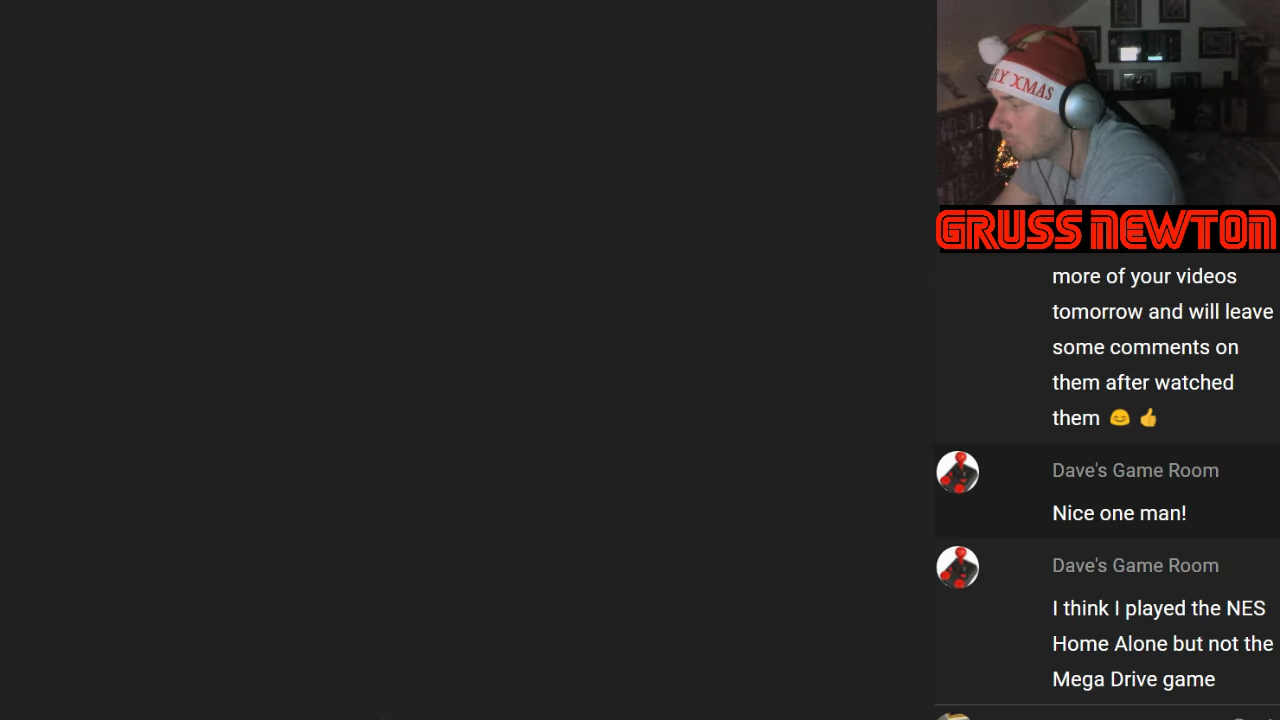 RY XMAS
GRUSS NEWTON
more of your videos
tomorrow and will leave
some comments on
them after watched
them 😊 👍
Dave's Game Room
Nice one man!
Dave's Game Room
I think I played the NES
Home Alone but not the
Mega Drive game